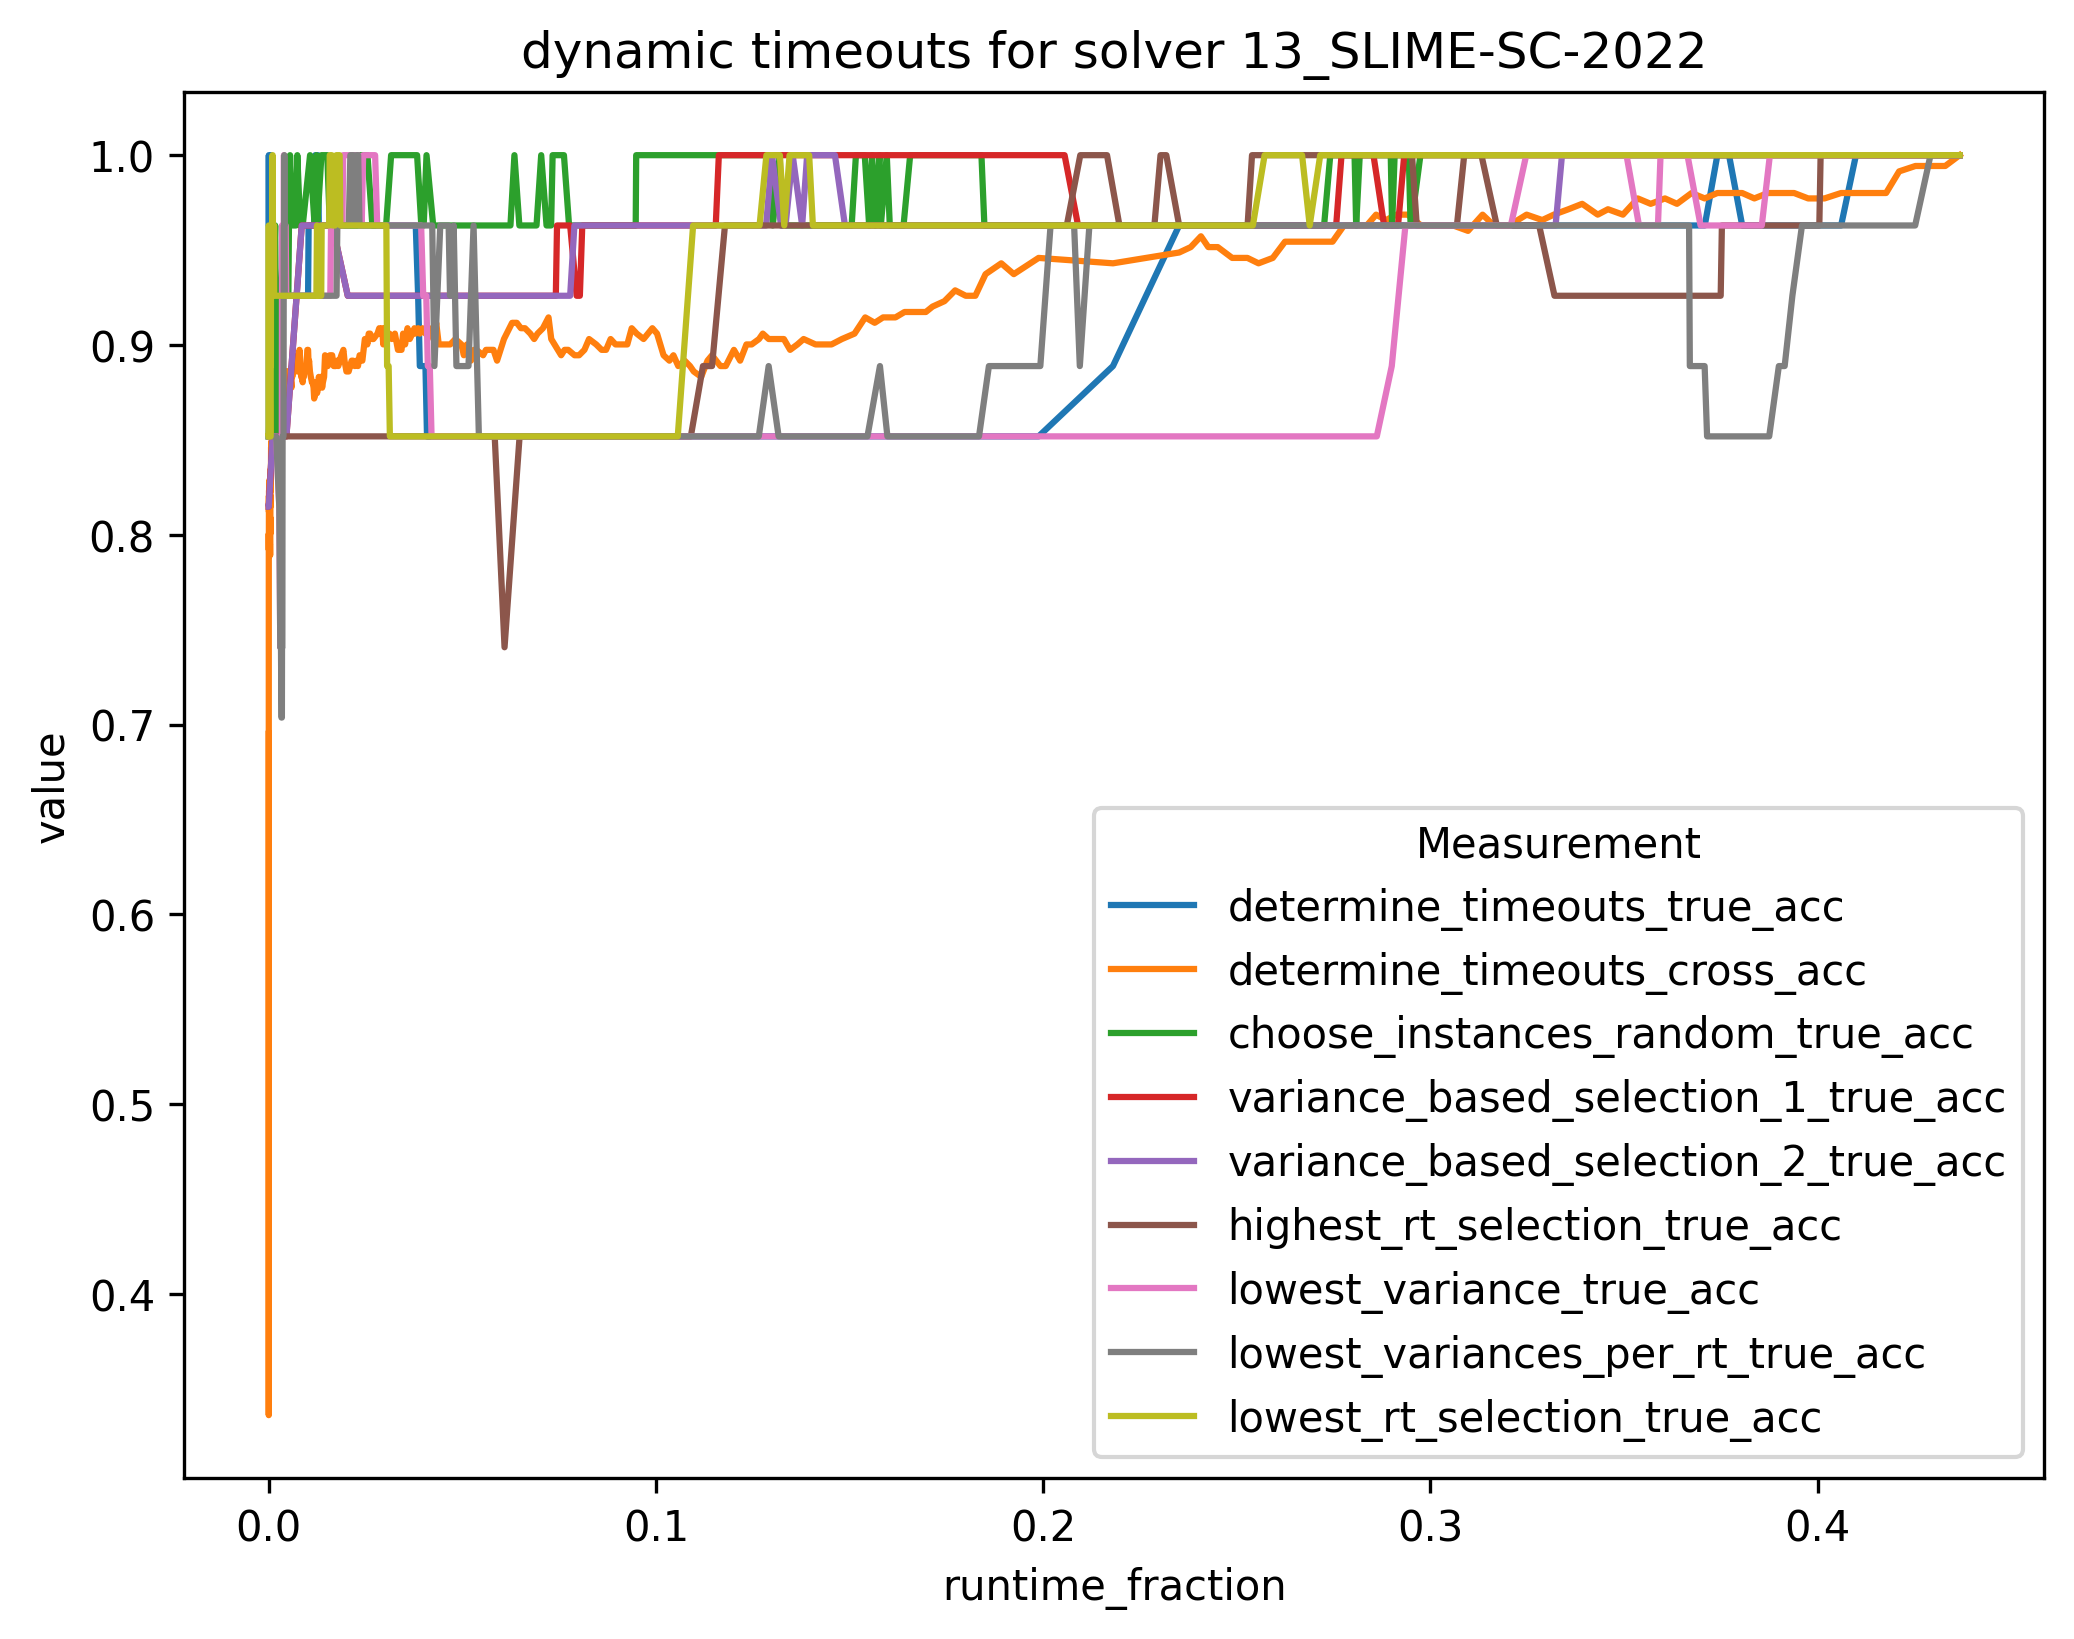 dynamic timeouts for solver 13_SLIME-SC-2022
1.0
0.9
0.8
0.7
0.6
0.5
0.4
value
0.0
0.1
0.2
0.3
0.4
runtime_fraction
Measurement
determine_timeouts_true_acc
determine_timeouts_cross_acc
choose_instances_random_true_acc
variance_based_selection_1_true_acc
variance_based_selection_2_true_acc
highest_rt_selection_true_acc
lowest_variance_true_acc
lowest_variances_per_rt_true_acc
lowest_rt_selection_true_acc